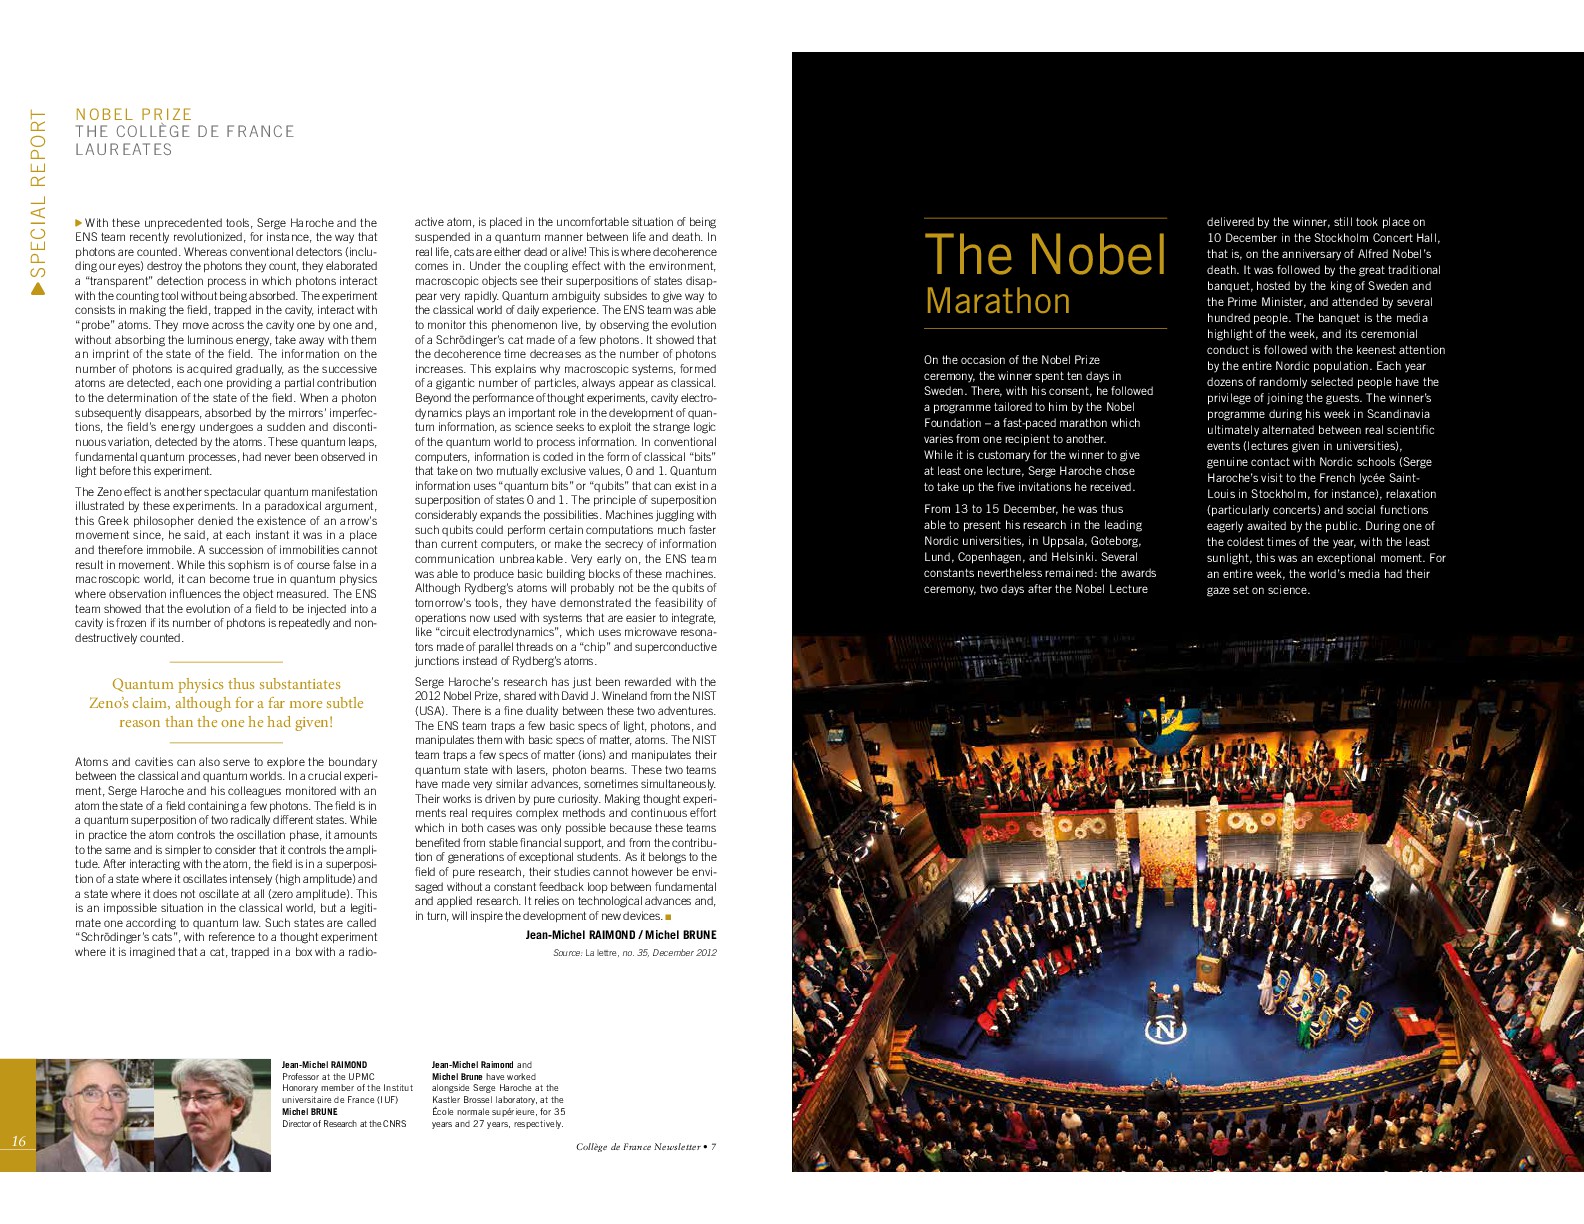 SPECIAL REPORT
NOBEL PRIZE
THE COLLÈGE DE FRANCE
LAUREATES
With these unprecedented tools, Serge Haroche and the
ENS team recently revolutionized, for instance, the way that
photons are counted. Whereas conventional detectors (inclu-
ding our eyes) destroy the photons they count, they elaborated
a “transparent” detection process in which photons interact
with the counting tool without being absorbed. The experiment
consists in making the field, trapped in the cavity, interact with
“probe” atoms. They move across the cavity one by one and,
without absorbing the luminous energy, take away with them
an imprint of the state of the field. The information on the
number of photons is acquired gradually, as the successive
atoms are detected, each one providing a partial contribution
to the determination of the state of the field. When a photon
subsequently disappears, absorbed by the mirrors’ imperfec-
tions, the field’s energy undergoes a sudden and disconti-
nuous variation, detected by the atoms. These quantum leaps,
fundamental quantum processes, had never been observed in
light before this experiment.
The Zeno effect is another spectacular quantum manifestation
illustrated by these experiments. In a paradoxical argument,
this Greek philosopher denied the existence of an arrow’s
movement since, he said, at each instant it was in a place
and therefore immobile. A succession of immobilities cannot
result in movement. While this sophism is of course false in a
macroscopic world, it can become true in quantum physics
where observation influences the object measured. The ENS
team showed that the evolution of a field to be injected into a
cavity is frozen if its number of photons is repeatedly and non-
destructively counted.
Quantum physics thus substantiates
Zeno’s claim, although for a far more subtle
reason than the one he had given!
Atoms and cavities can also serve to explore the boundary
between the classical and quantum worlds. In a crucial experi-
ment, Serge Haroche and his colleagues monitored with an
atom the state of a field containing a few photons. The field is in
a quantum superposition of two radically different states. While
in practice the atom controls the oscillation phase, it amounts
to the same and is simpler to consider that it controls the ampli-
tude. After interacting with the atom, the field is in a superposi-
tion of a state where it oscillates intensely (high amplitude) and
a state where it does not oscillate at all (zero amplitude). This
is an impossible situation in the classical world, but a legiti-
mate one according to quantum law. Such states are called
“Schrödinger’s cats”, with reference to a thought experiment
where it is imagined that a cat, trapped in a box with a radio-
active atom, is placed in the uncomfortable situation of being
suspended in a quantum manner between life and death. In
real life, cats are either dead or alive! This is where decoherence
comes in. Under the coupling effect with the environment,
macroscopic objects see their superpositions of states disap-
pear very rapidly. Quantum ambiguity subsides to give way to
the classical world of daily experience. The ENS team was able
to monitor this phenomenon live, by observing the evolution
of a Schrödinger’s cat made of a few photons. It showed that
the decoherence time decreases as the number of photons
increases. This explains why macroscopic systems, formed
of a gigantic number of particles, always appear as classical.
Beyond the performance of thought experiments, cavity electro-
dynamics plays an important role in the development of quan-
tum information, as science seeks to exploit the strange logic
of the quantum world to process information. In conventional
computers, information is coded in the form of classical “bits”
that take on two mutually exclusive values, 0 and 1. Quantum
information uses “quantum bits” or “qubits” that can exist in a
superposition of states 0 and 1. The principle of superposition
considerably expands the possibilities. Machines juggling with
such qubits could perform certain computations much faster
than current computers, or make the secrecy of information
communication unbreakable. Very early on, the ENS team
was able to produce basic building blocks of these machines.
Although Rydberg’s atoms will probably not be the qubits of
tomorrow’s tools, they have demonstrated the feasibility of
operations now used with systems that are easier to integrate,
like “circuit electrodynamics”, which uses microwave resona-
tors made of parallel threads on a “chip” and superconductive
junctions instead of Rydberg’s atoms.
Serge Haroche’s research has just been rewarded with the
2012 Nobel Prize, shared with David J. Wineland from the NIST
(USA). There is a fine duality between these two adventures.
The ENS team traps a few basic specs of light, photons, and
manipulates them with basic specs of matter, atoms. The NIST
team traps a few specs of matter (ions) and manipulates their
quantum state with lasers, photon beams. These two teams
have made very similar advances, sometimes simultaneously.
Their works is driven by pure curiosity. Making thought experi-
ments real requires complex methods and continuous effort
which in both cases was only possible because these teams
benefited from stable financial support, and from the contribu-
tion of generations of exceptional students. As it belongs to the
field of pure research, their studies cannot however be envi-
saged without a constant feedback loop between fundamental
and applied research. It relies on technological advances and,
in turn, will inspire the development of new devices.
Jean-Michel RAIMOND / Michel BRUNE
Source: La lettre, no. 35, December 2012
16
Jean-Michel RAIMOND
Professor at the UPMC
Honorary member of the Institut
universitaire de France (IUF)
Michel BRUNE
Director of Research at the CNRS
Jean-Michel Raimond and
Michel Brune have worked
alongside Serge Haroche at the
Kastler Brossel laboratory, at the
École normale supérieure, for 35
years and 27 years, respectively.
Collège de France Newsletter • 7
The Nobel
Marathon
On the occasion of the Nobel Prize
ceremony, the winner spent ten days in
Sweden. There, with his consent, he followed
a programme tailored to him by the Nobel
Foundation – a fast-paced marathon which
varies from one recipient to another.
While it is customary for the winner to give
at least one lecture, Serge Haroche chose
to take up the five invitations he received.
From 13 to 15 December, he was thus
able to present his research in the leading
Nordic universities, in Uppsala, Goteborg,
Lund, Copenhagen, and Helsinki. Several
constants nevertheless remained: the awards
ceremony, two days after the Nobel Lecture
delivered by the winner, still took place on
10 December in the Stockholm Concert Hall,
that is, on the anniversary of Alfred Nobel’s
death. It was followed by the great traditional
banquet, hosted by the king of Sweden and
the Prime Minister, and attended by several
hundred people. The banquet is the media
highlight of the week, and its ceremonial
conduct is followed with the keenest attention
by the entire Nordic population. Each year
dozens of randomly selected people have the
privilege of joining the guests. The winner’s
programme during his week in Scandinavia
ultimately alternated between real scientific
events (lectures given in universities),
genuine contact with Nordic schools (Serge
Haroche’s visit to the French lycée Saint-
Louis in Stockholm, for instance), relaxation
(particularly concerts) and social functions
eagerly awaited by the public. During one of
the coldest times of the year, with the least
sunlight, this was an exceptional moment. For
an entire week, the world’s media had their
gaze set on science.
N